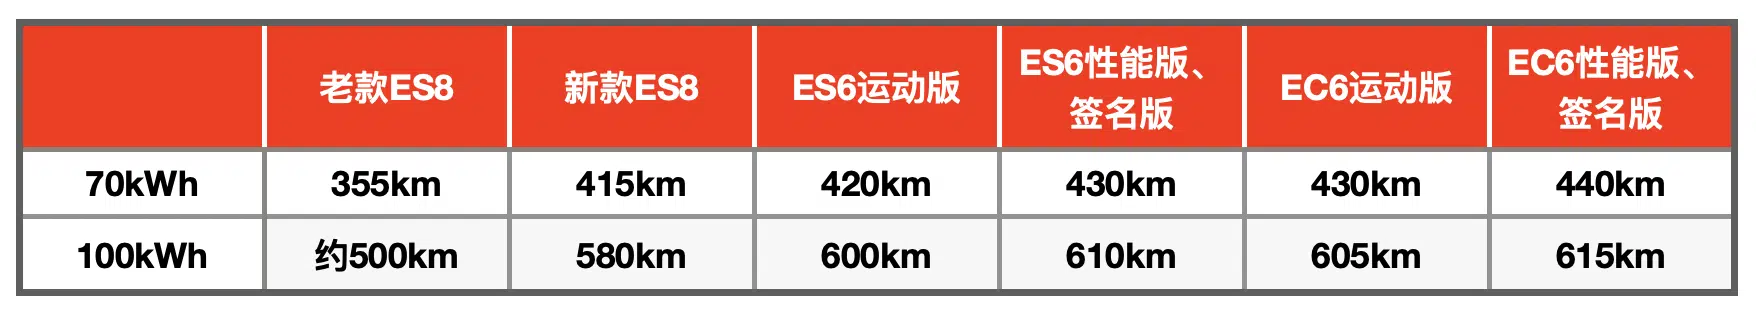 老款ES8 新款ES8 ES6运动版 ES6性能版、签名版 EC6运动版 EC6性能版、签名版
70kWh 355km 415km 420km 430km 430km 440km
100kWh 约500km 580km 600km 610km 605km 615km